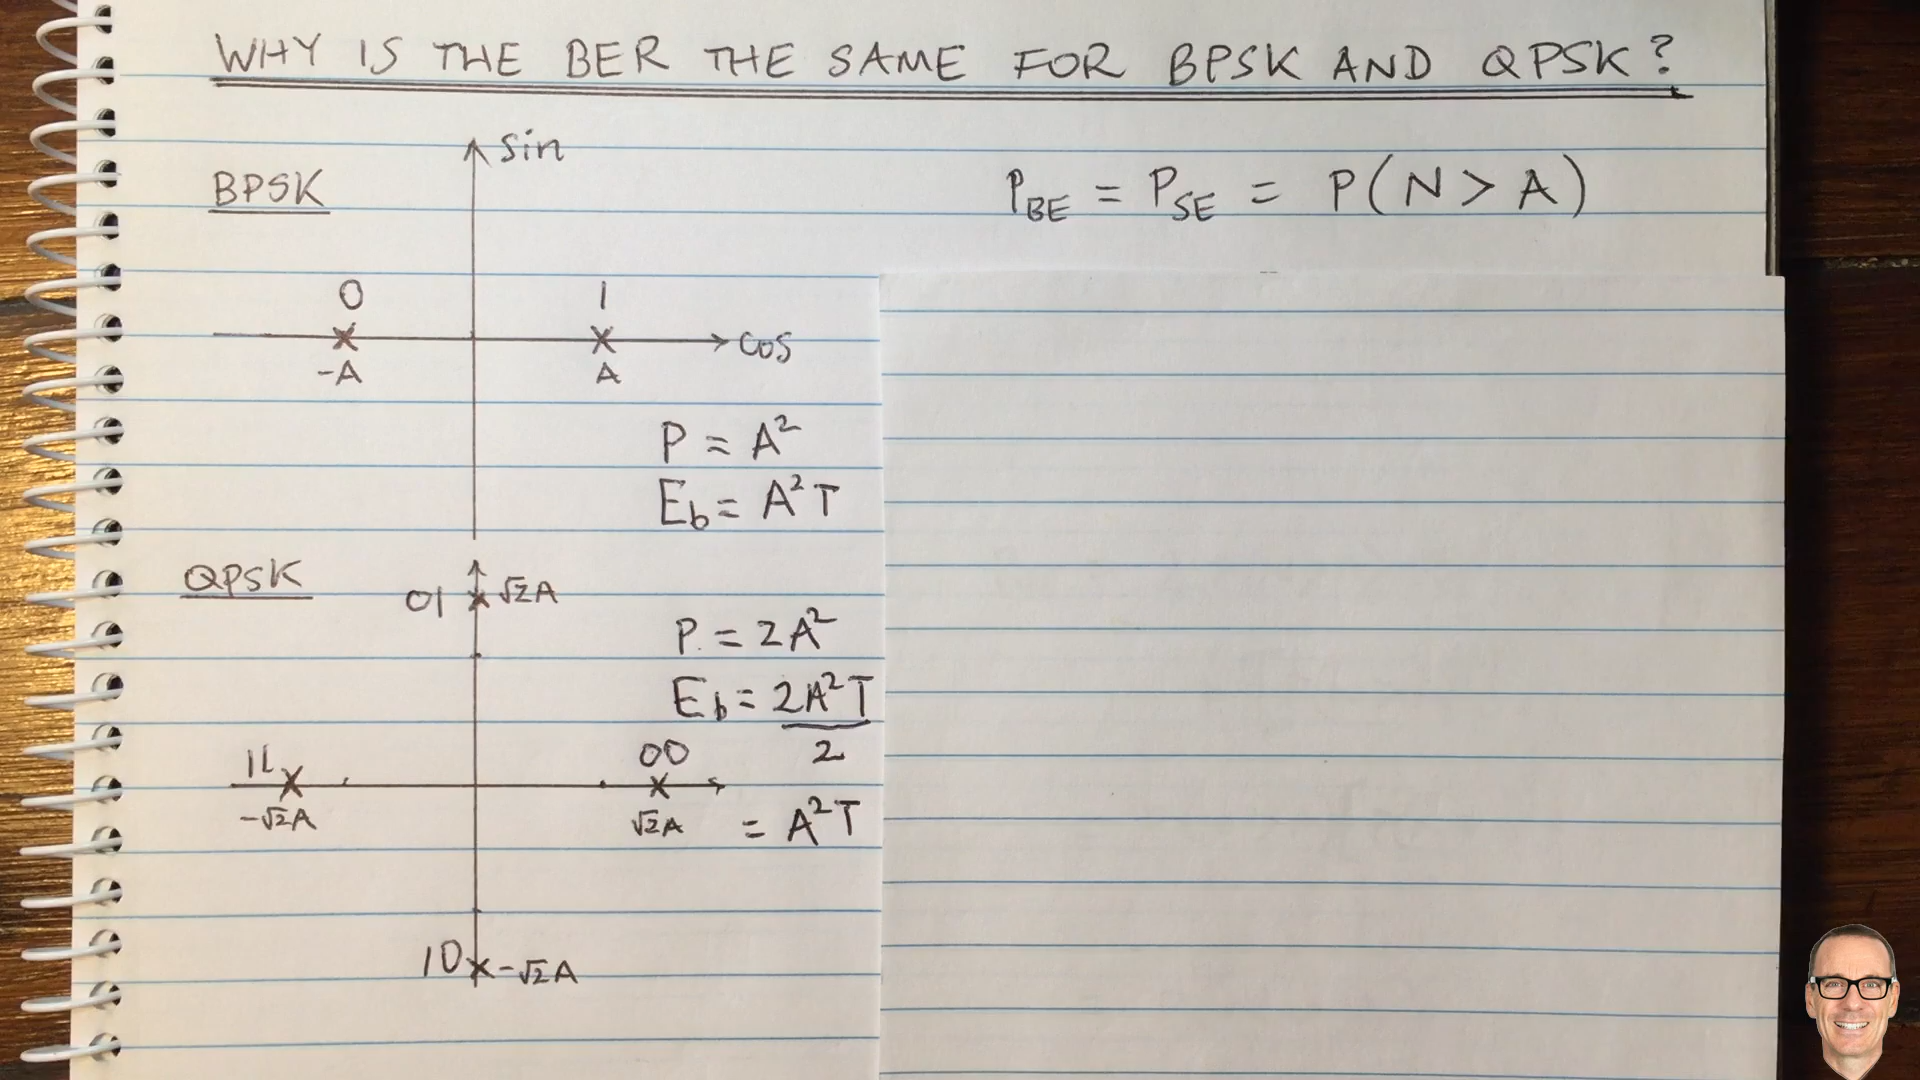 WHY IS THE BER THE SAME FOR BPSK AND QPSK?
sin
BPSK
P_BE = P_SE = P(N > A)
0
1
cos
-A
A
P = A²
E_b = A²T
QPSK
01
√2A
P. = 2A²
E_b = 2A²T
2
11
00
-√2A
√2A
= A²T
10
-√2A